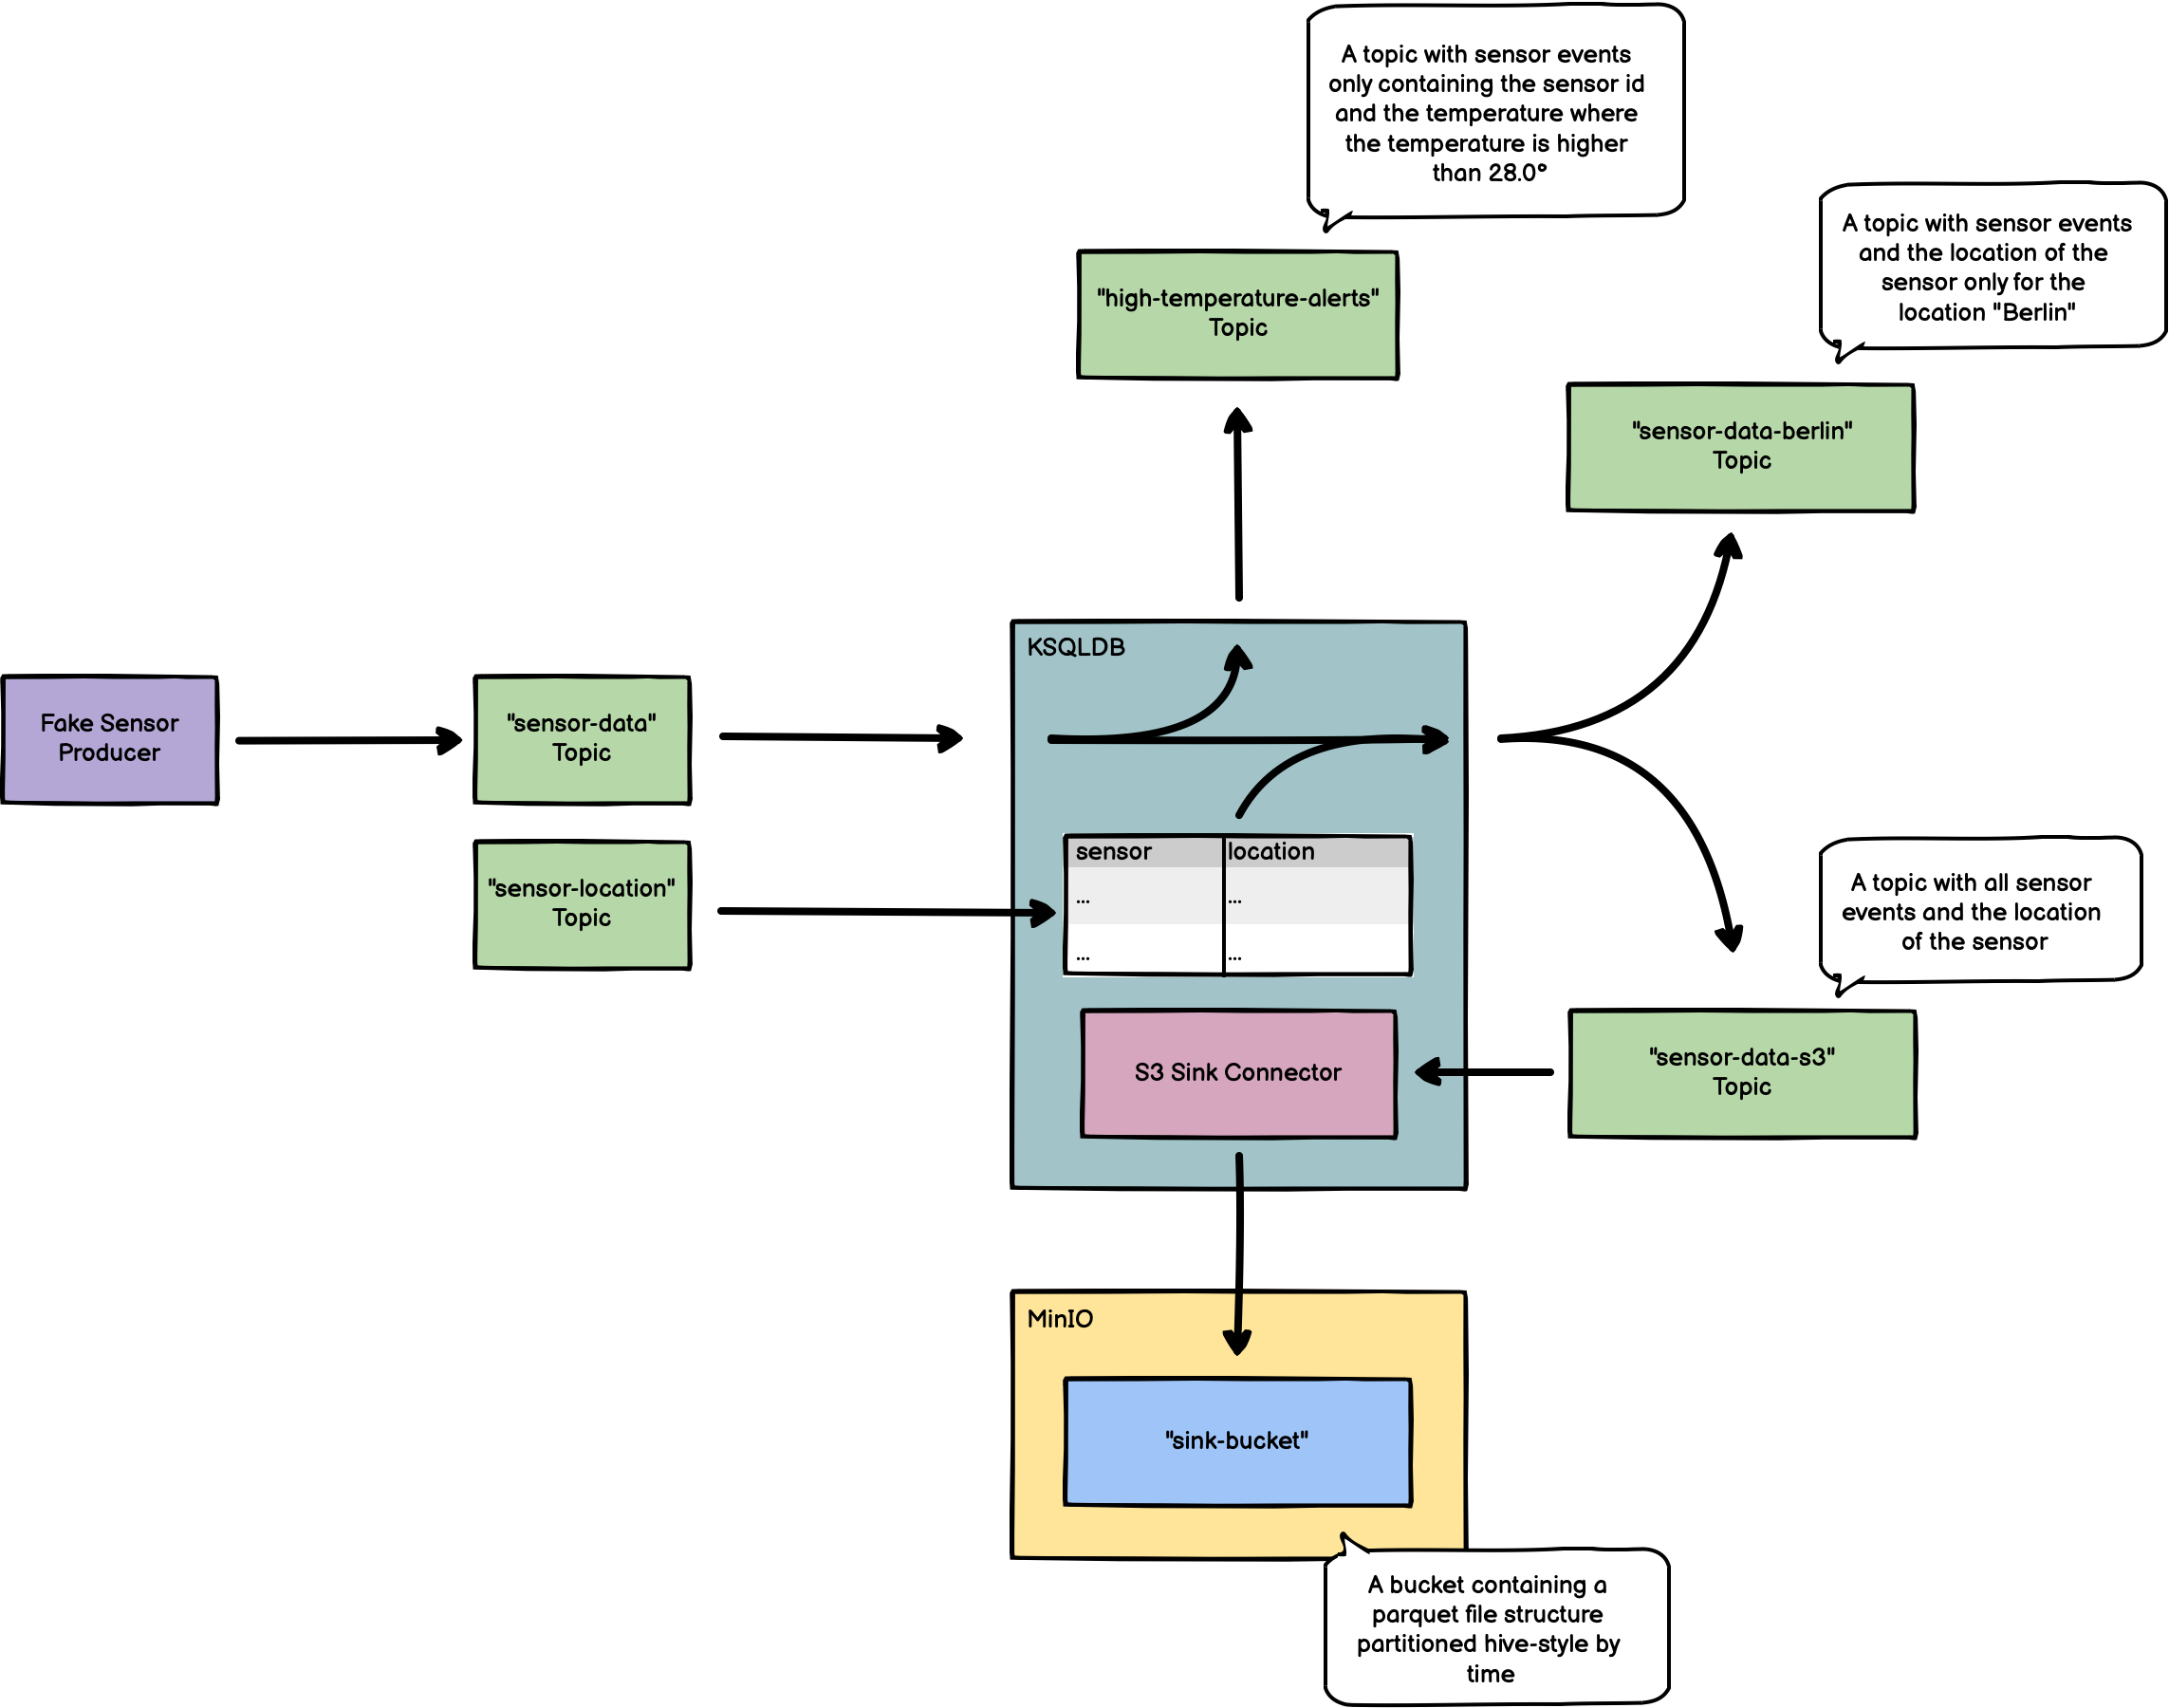 A topic with sensor events
only containing the sensor id
and the temperature where
the temperature is higher
than 28.0°
A topic with sensor events
and the location of the
sensor only for the
location "Berlin"
"high-temperature-alerts"
Topic
"sensor-data-berlin"
Topic
KSQLDB
Fake Sensor
Producer
"sensor-data"
Topic
"sensor-location"
Topic
sensor location
... ...
... ...
A topic with all sensor
events and the location
of the sensor
S3 Sink Connector
"sensor-data-s3"
Topic
MinIO
"sink-bucket"
A bucket containing a
parquet file structure
partitioned hive-style by
time